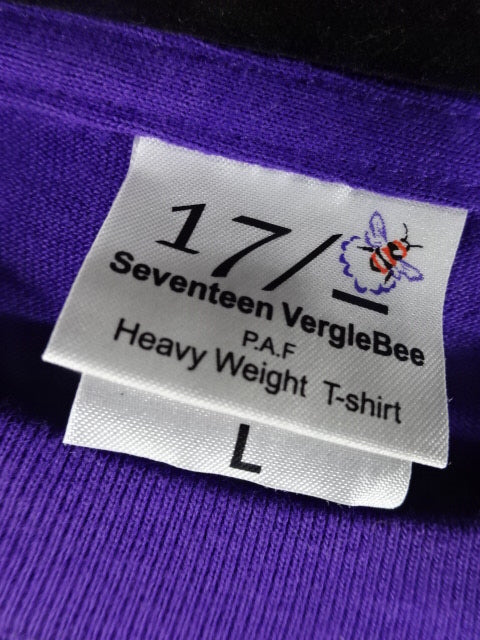 17/_
Seventeen VergleBee
P.A.F
Heavy Weight T-shirt
L